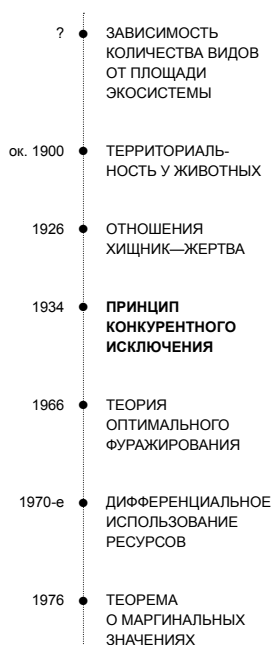 ?
ЗАВИСИМОСТЬ
КОЛИЧЕСТВА ВИДОВ
ОТ ПЛОЩАДИ
ЭКОСИСТЕМЫ
ок. 1900
ТЕРРИТОРИАЛЬ-
НОСТЬ У ЖИВОТНЫХ
1926
ОТНОШЕНИЯ
ХИЩНИК—ЖЕРТВА
1934
ПРИНЦИП
КОНКУРЕНТНОГО
ИСКЛЮЧЕНИЯ
1966
ТЕОРИЯ
ОПТИМАЛЬНОГО
ФУРАЖИРОВАНИЯ
1970-е
ДИФФЕРЕНЦИАЛЬНОЕ
ИСПОЛЬЗОВАНИЕ
РЕСУРСОВ
1976
ТЕОРЕМА
О МАРГИНАЛЬНЫХ
ЗНАЧЕНИЯХ